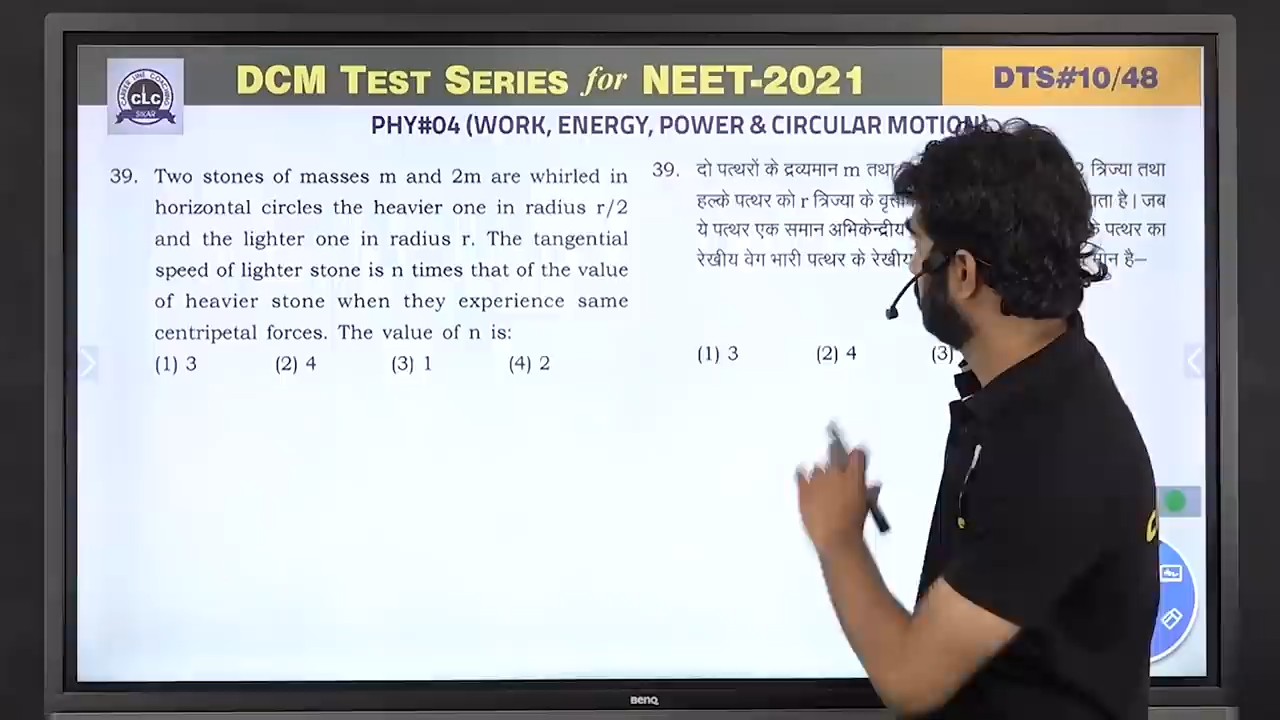 DCM TEST SERIES for NEET-2021
DTS#10/48
CLC
SIKAR
PHY#04 (WORK, ENERGY, POWER & CIRCULAR MOTION)
39. Two stones of masses m and 2m are whirled in
horizontal circles the heavier one in radius r/2
and the lighter one in radius r. The tangential
speed of lighter stone is n times that of the value
of heavier stone when they experience same
centripetal forces. The value of n is:
(1) 3 (2) 4 (3) 1 (4) 2
39. दो पत्थरों के द्रव्यमान m तथा त्रिज्या तथा
हल्के पत्थर को r त्रिज्या के है। जब
ये पत्थर एक समान पत्थर का
रेखीय वेग भारी पत्थर के है–
(1) 3 (2) 4 (3)
BenQ